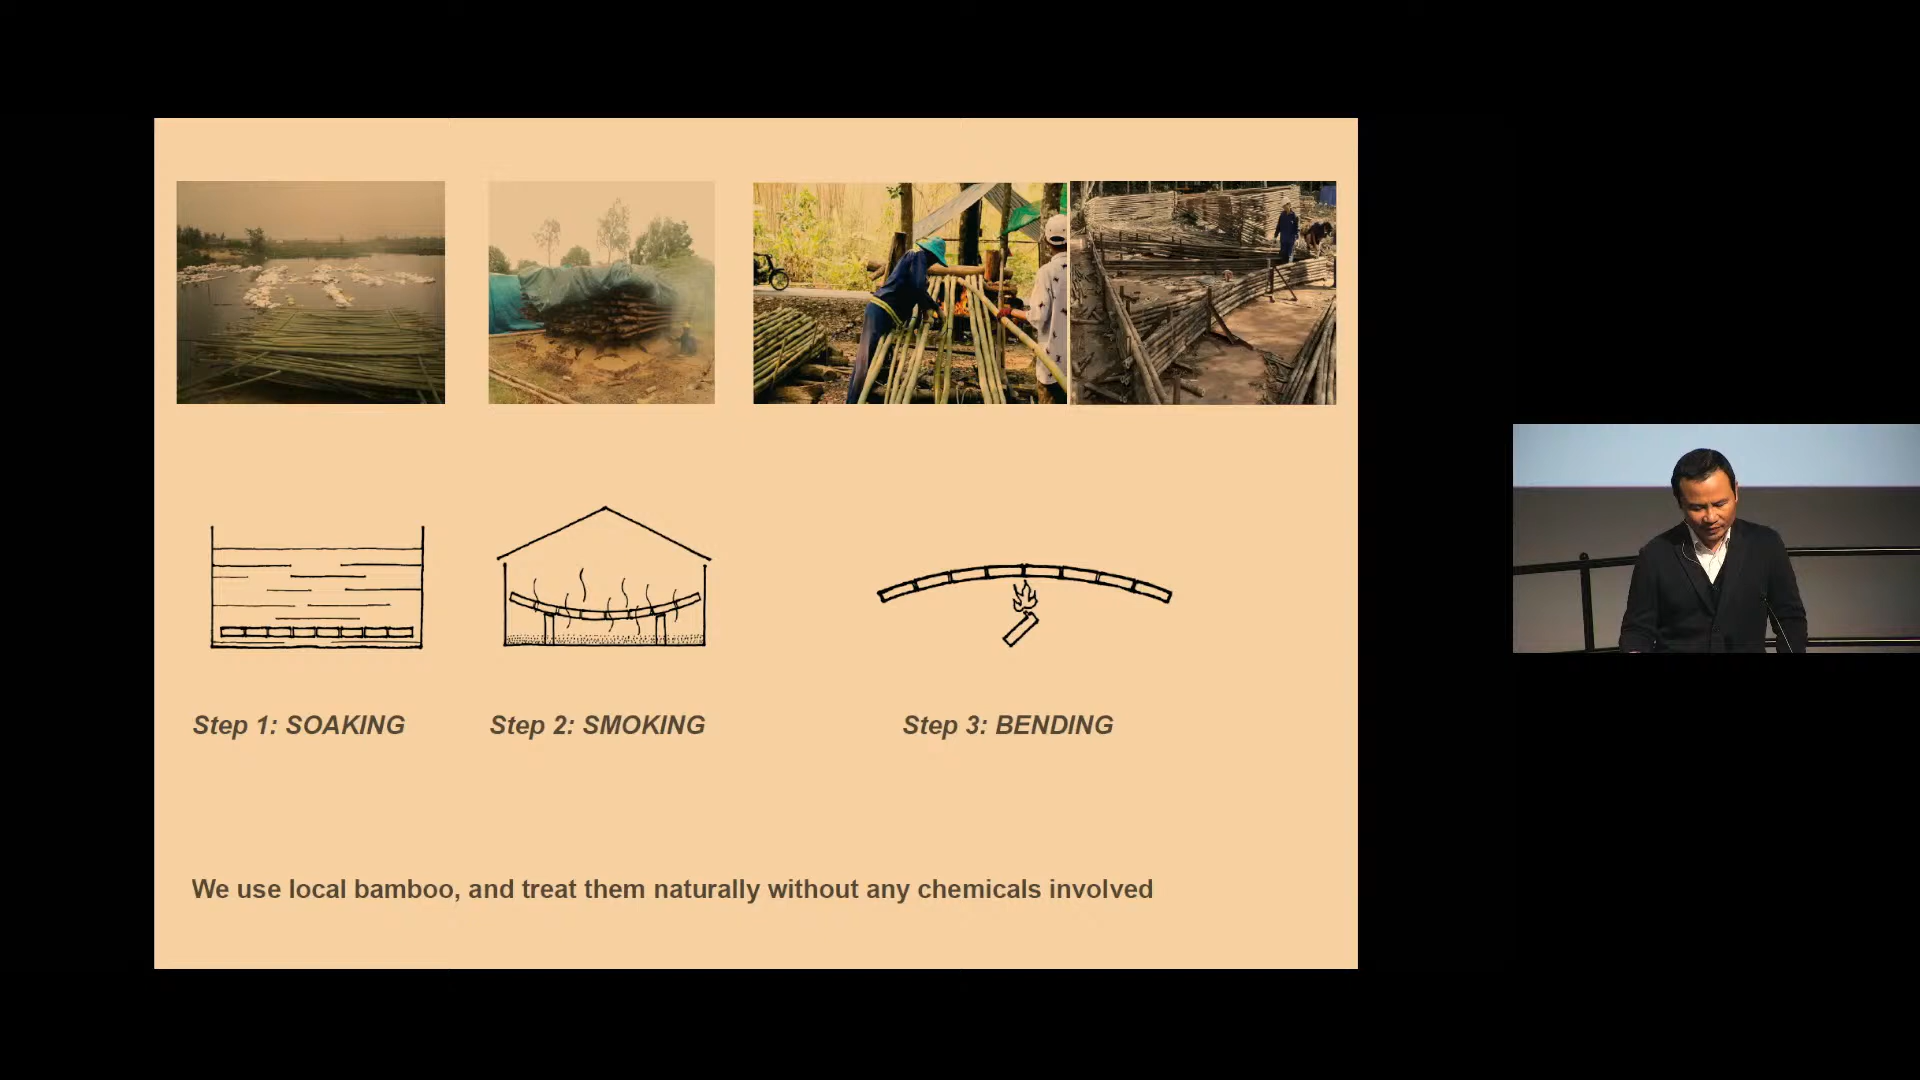 Step 1: SOAKING
Step 2: SMOKING
Step 3: BENDING
We use local bamboo, and treat them naturally without any chemicals involved